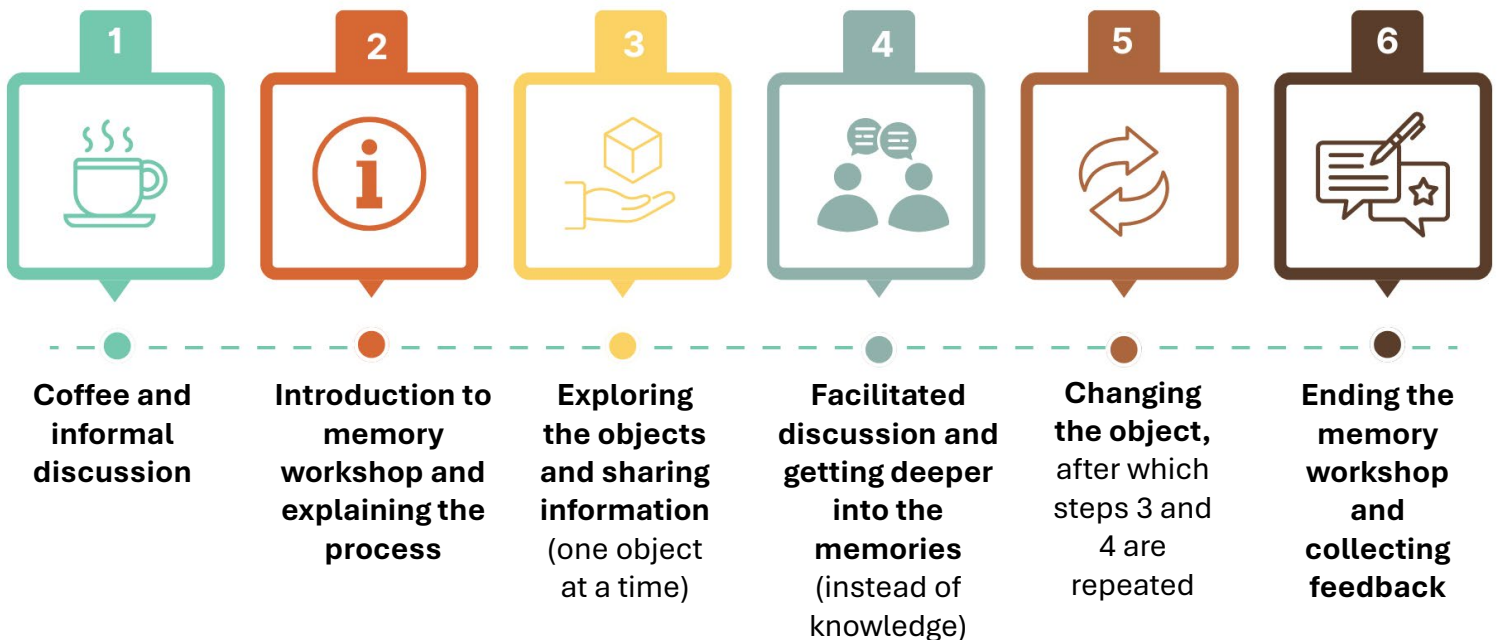 1
2
3
4
5
6
Coffee and
informal
discussion
Introduction to
memory
workshop and
explaining the
process
Exploring
the objects
and sharing
information
(one object
at a time)
Facilitated
discussion and
getting deeper
into the
memories
(instead of
knowledge)
Changing
the object,
after which
steps 3 and
4 are
repeated
Ending the
memory
workshop
and
collecting
feedback